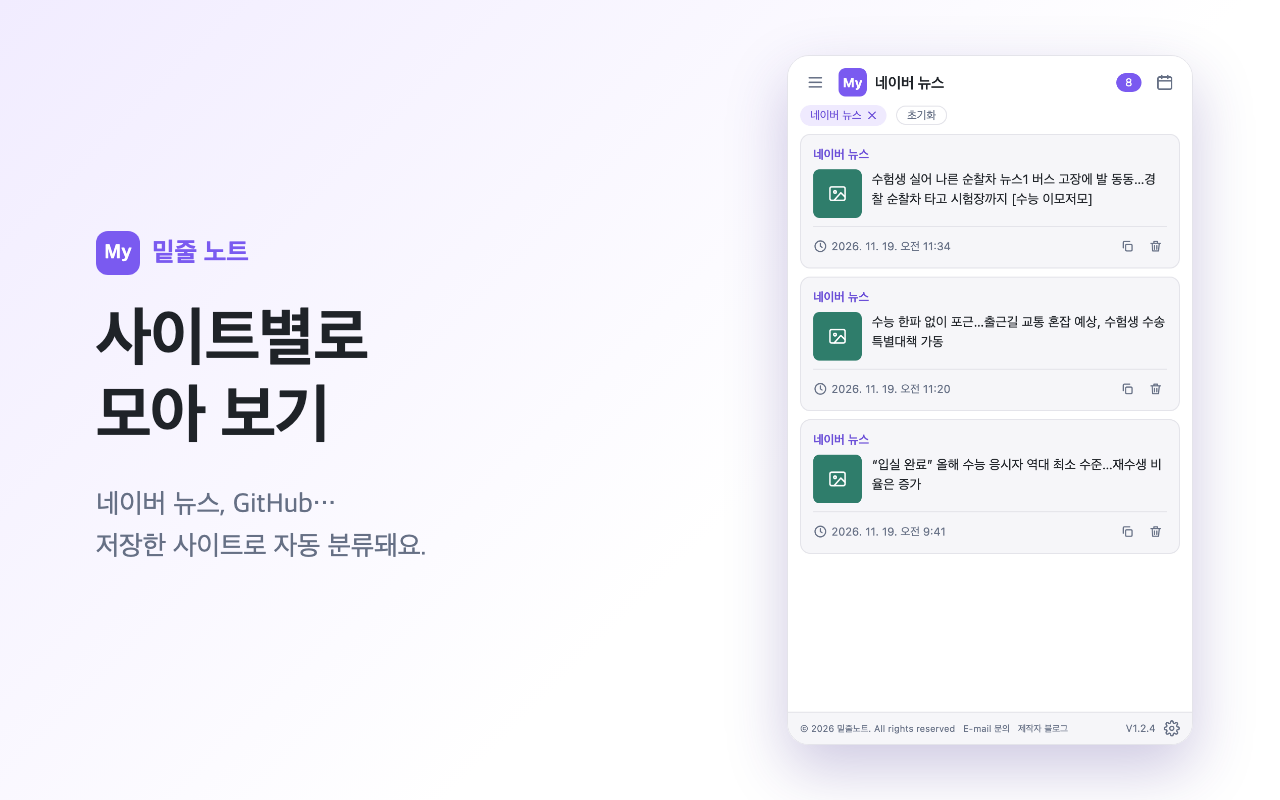 My 밑줄 노트
사이트별로
모아 보기
네이버 뉴스, GitHub…
저장한 사이트로 자동 분류돼요.
My 네이버 뉴스 8
네이버 뉴스 초기화
네이버 뉴스
수험생 실어 나른 순찰차 뉴스1 버스 고장에 발 동동...경
찰 순찰차 타고 시험장까지 [수능 이모저모]
2026. 11. 19. 오전 11:34
네이버 뉴스
수능 한파 없이 포근...출근길 교통 혼잡 예상, 수험생 수송
특별대책 가동
2026. 11. 19. 오전 11:20
네이버 뉴스
“입실 완료” 올해 수능 응시자 역대 최소 수준...재수생 비
율은 증가
2026. 11. 19. 오전 9:41
© 2026 밑줄노트. All rights reserved E-mail 문의 제작자 블로그 V1.2.4